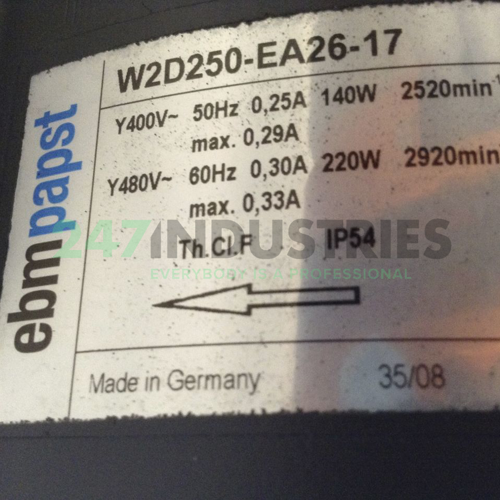 W2D250-EA26-17
ebmpapst
Y400V~ 50Hz 0,25A 140W 2520min
max. 0,29A
Y480V~ 60Hz 0,30A 220W 2920min
max. 0,33A
247INDUSTRIES
Th.Cl.F IP54
EVERYBODY IS A PROFESSIONAL
Made in Germany 35/08